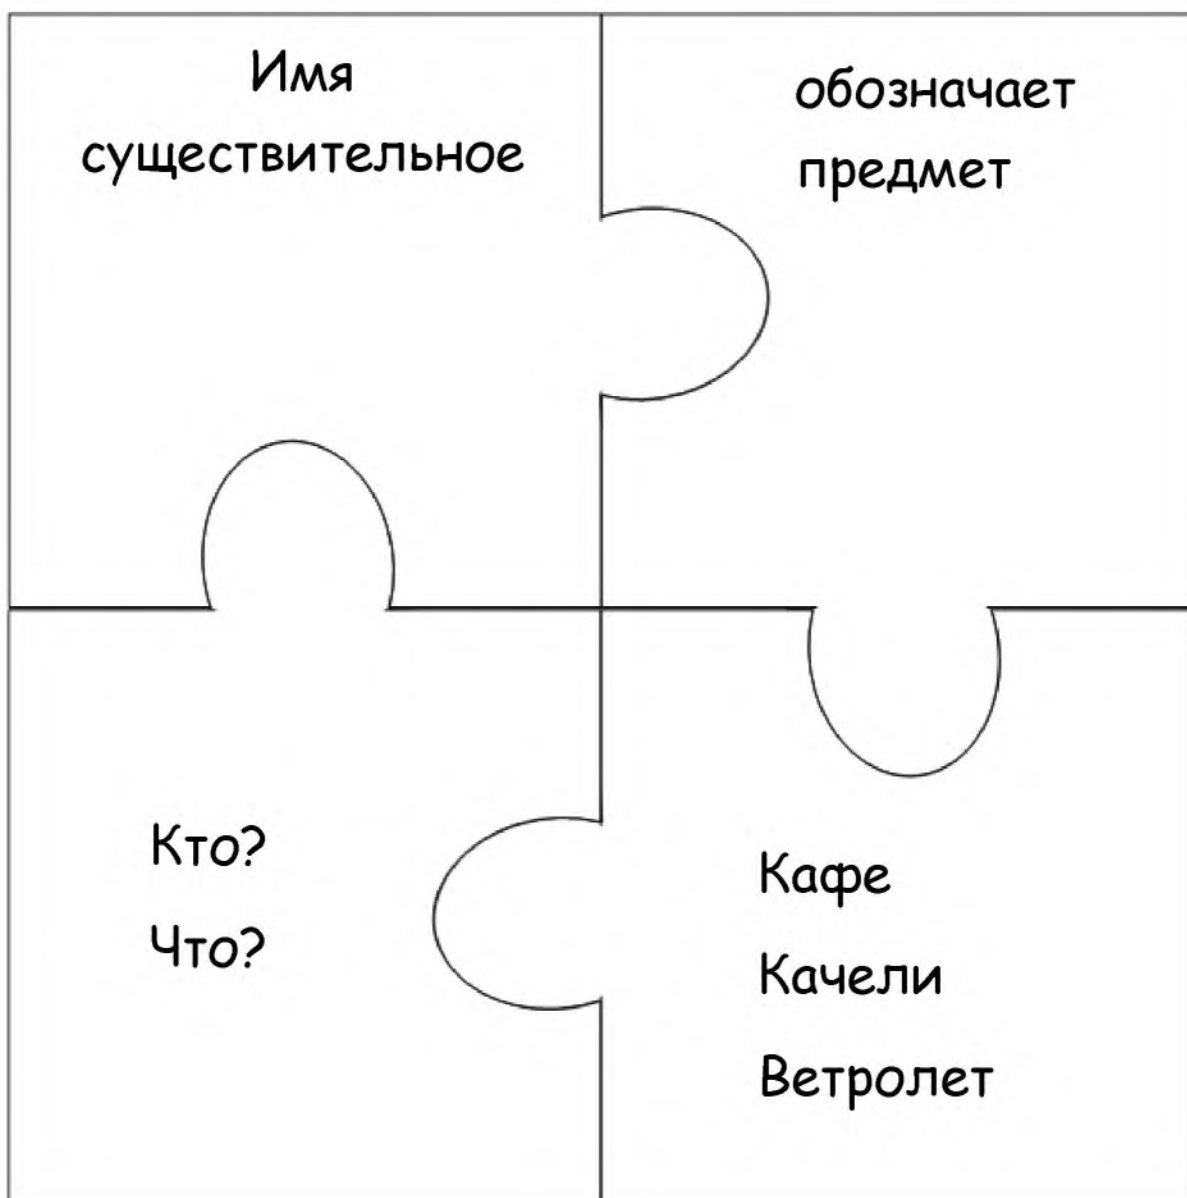 Имя
существительное
обозначает
предмет
Кто?
Что?
Кафе
Качели
Ветролет